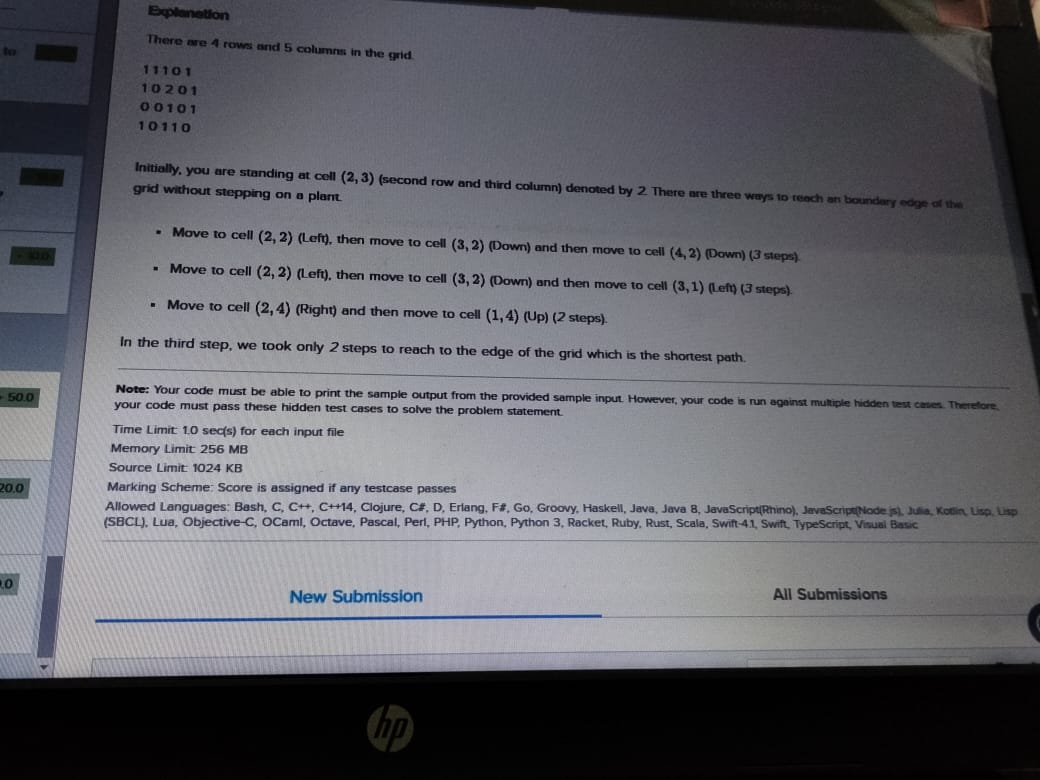 Explanation
There are 4 rows and 5 columns in the grid.
to
1 1 1 0 1
1 0 2 0 1
0 0 1 0 1
1 0 1 1 0
Initially, you are standing at cell (2, 3) (second row and third column) denoted by 2. There are three ways to reach an boundary edge of the
grid without stepping on a plant.
▪ Move to cell (2, 2) (Left), then move to cell (3, 2) (Down) and then move to cell (4, 2) (Down) (3 steps).
▪ Move to cell (2, 2) (Left), then move to cell (3, 2) (Down) and then move to cell (3, 1) (Left) (3 steps).
▪ Move to cell (2, 4) (Right) and then move to cell (1, 4) (Up) (2 steps).
In the third step, we took only 2 steps to reach to the edge of the grid which is the shortest path.
50.0
Note: Your code must be able to print the sample output from the provided sample input. However, your code is run against multiple hidden test cases. Therefore,
your code must pass these hidden test cases to solve the problem statement.
Time Limit: 1.0 sec(s) for each input file
Memory Limit: 256 MB
Source Limit: 1024 KB
20.0
Marking Scheme: Score is assigned if any testcase passes
Allowed Languages: Bash, C, C++, C++14, Clojure, C#, D, Erlang, F#, Go, Groovy, Haskell, Java, Java 8, JavaScript(Rhino), JavaScript(Node.js), Julia, Kotlin, Lisp, Lisp
(SBCL), Lua, Objective-C, OCaml, Octave, Pascal, Perl, PHP, Python, Python 3, Racket, Ruby, Rust, Scala, Swift-4.1, Swift, TypeScript, Visual Basic
.0
New Submission
All Submissions
hp